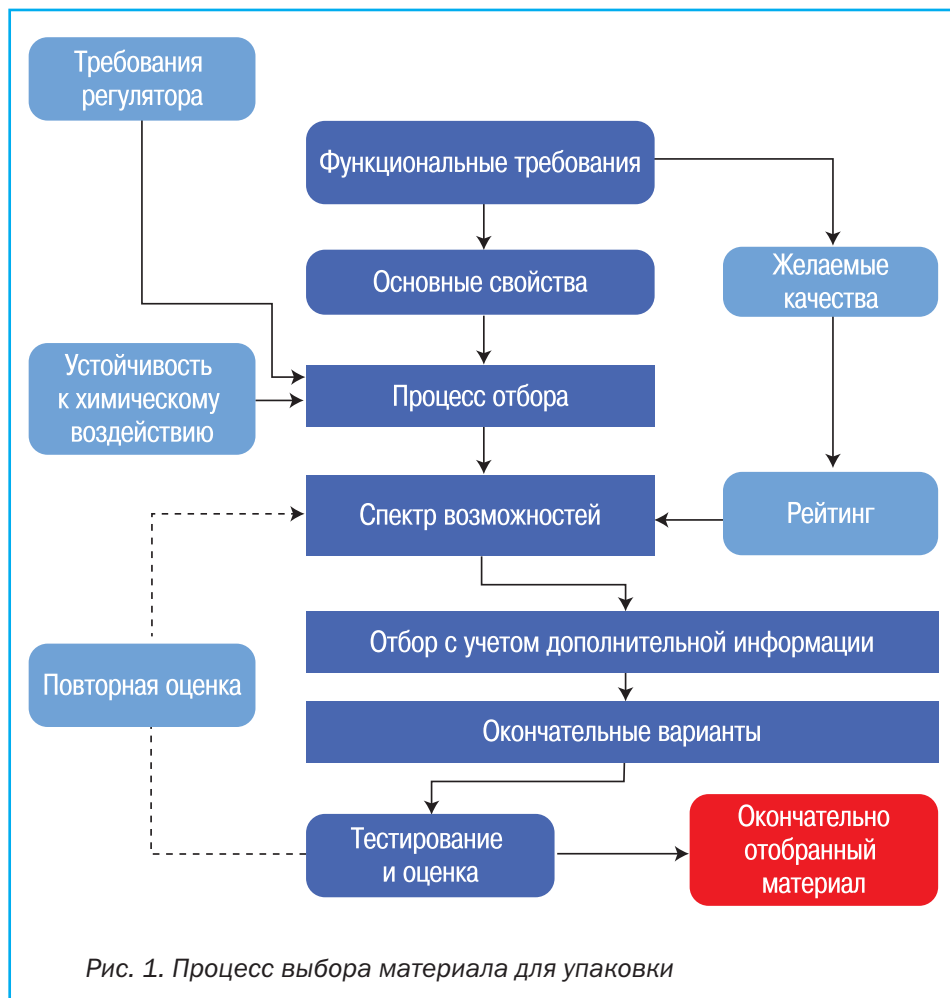 Требования
регулятора
Функциональные требования
Основные свойства
Желаемые
качества
Устойчивость
к химическому
воздействию
Процесс отбора
Спектр возможностей
Рейтинг
Отбор с учетом дополнительной информации
Повторная оценка
Окончательные варианты
Тестирование
и оценка
Окончательно
отобранный
материал
Рис. 1. Процесс выбора материала для упаковки